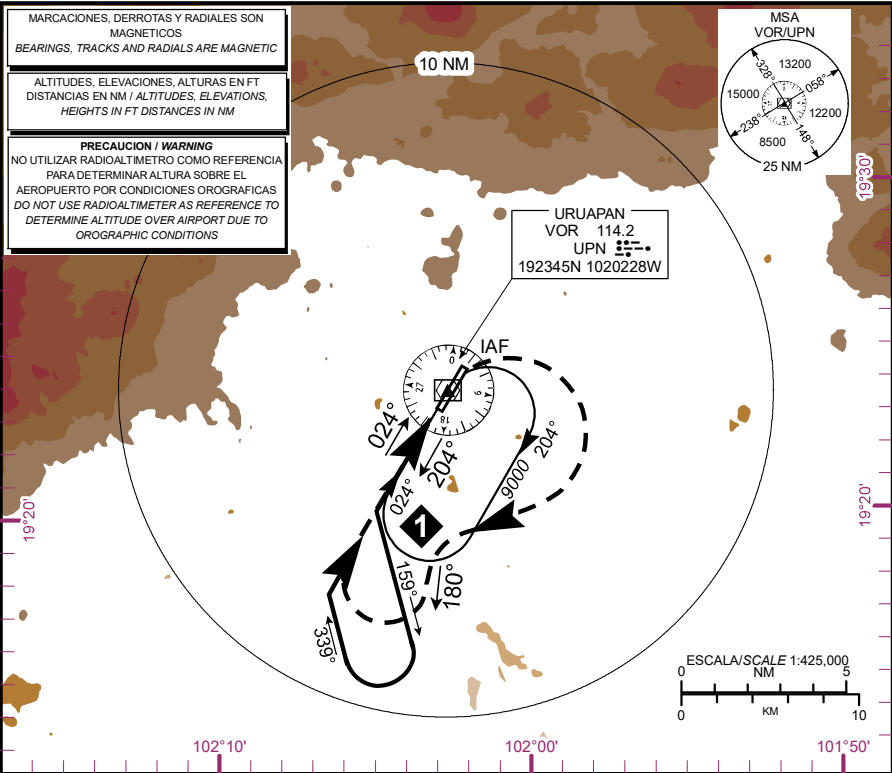 MARCACIONES, DERROTAS Y RADIALES SON
MAGNETICOS
BEARINGS, TRACKS AND RADIALS ARE MAGNETIC
ALTITUDES, ELEVACIONES, ALTURAS EN FT
DISTANCIAS EN NM / ALTITUDES, ELEVATIONS,
HEIGHTS IN FT DISTANCES IN NM
PRECAUCION / WARNING
NO UTILIZAR RADIOALTIMETRO COMO REFERENCIA
PARA DETERMINAR ALTURA SOBRE EL
AEROPUERTO POR CONDICIONES OROGRAFICAS
DO NOT USE RADIOALTIMETER AS REFERENCE TO
DETERMINE ALTITUDE OVER AIRPORT DUE TO
OROGRAPHIC CONDITIONS
10 NM
MSA
VOR/UPN
13200
328°
058°
15000
12200
238°
148°
8500
25 NM
19°30'
URUAPAN
VOR 114.2
UPN
192345N 1020228W
IAF
0
27
9
18
024°
204°
204°
9000
024°
1
159°
180°
339°
19°20'
19°20'
ESCALA/SCALE 1:425,000
0 NM 5
0 KM 10
102°10'
102°00'
101°50'